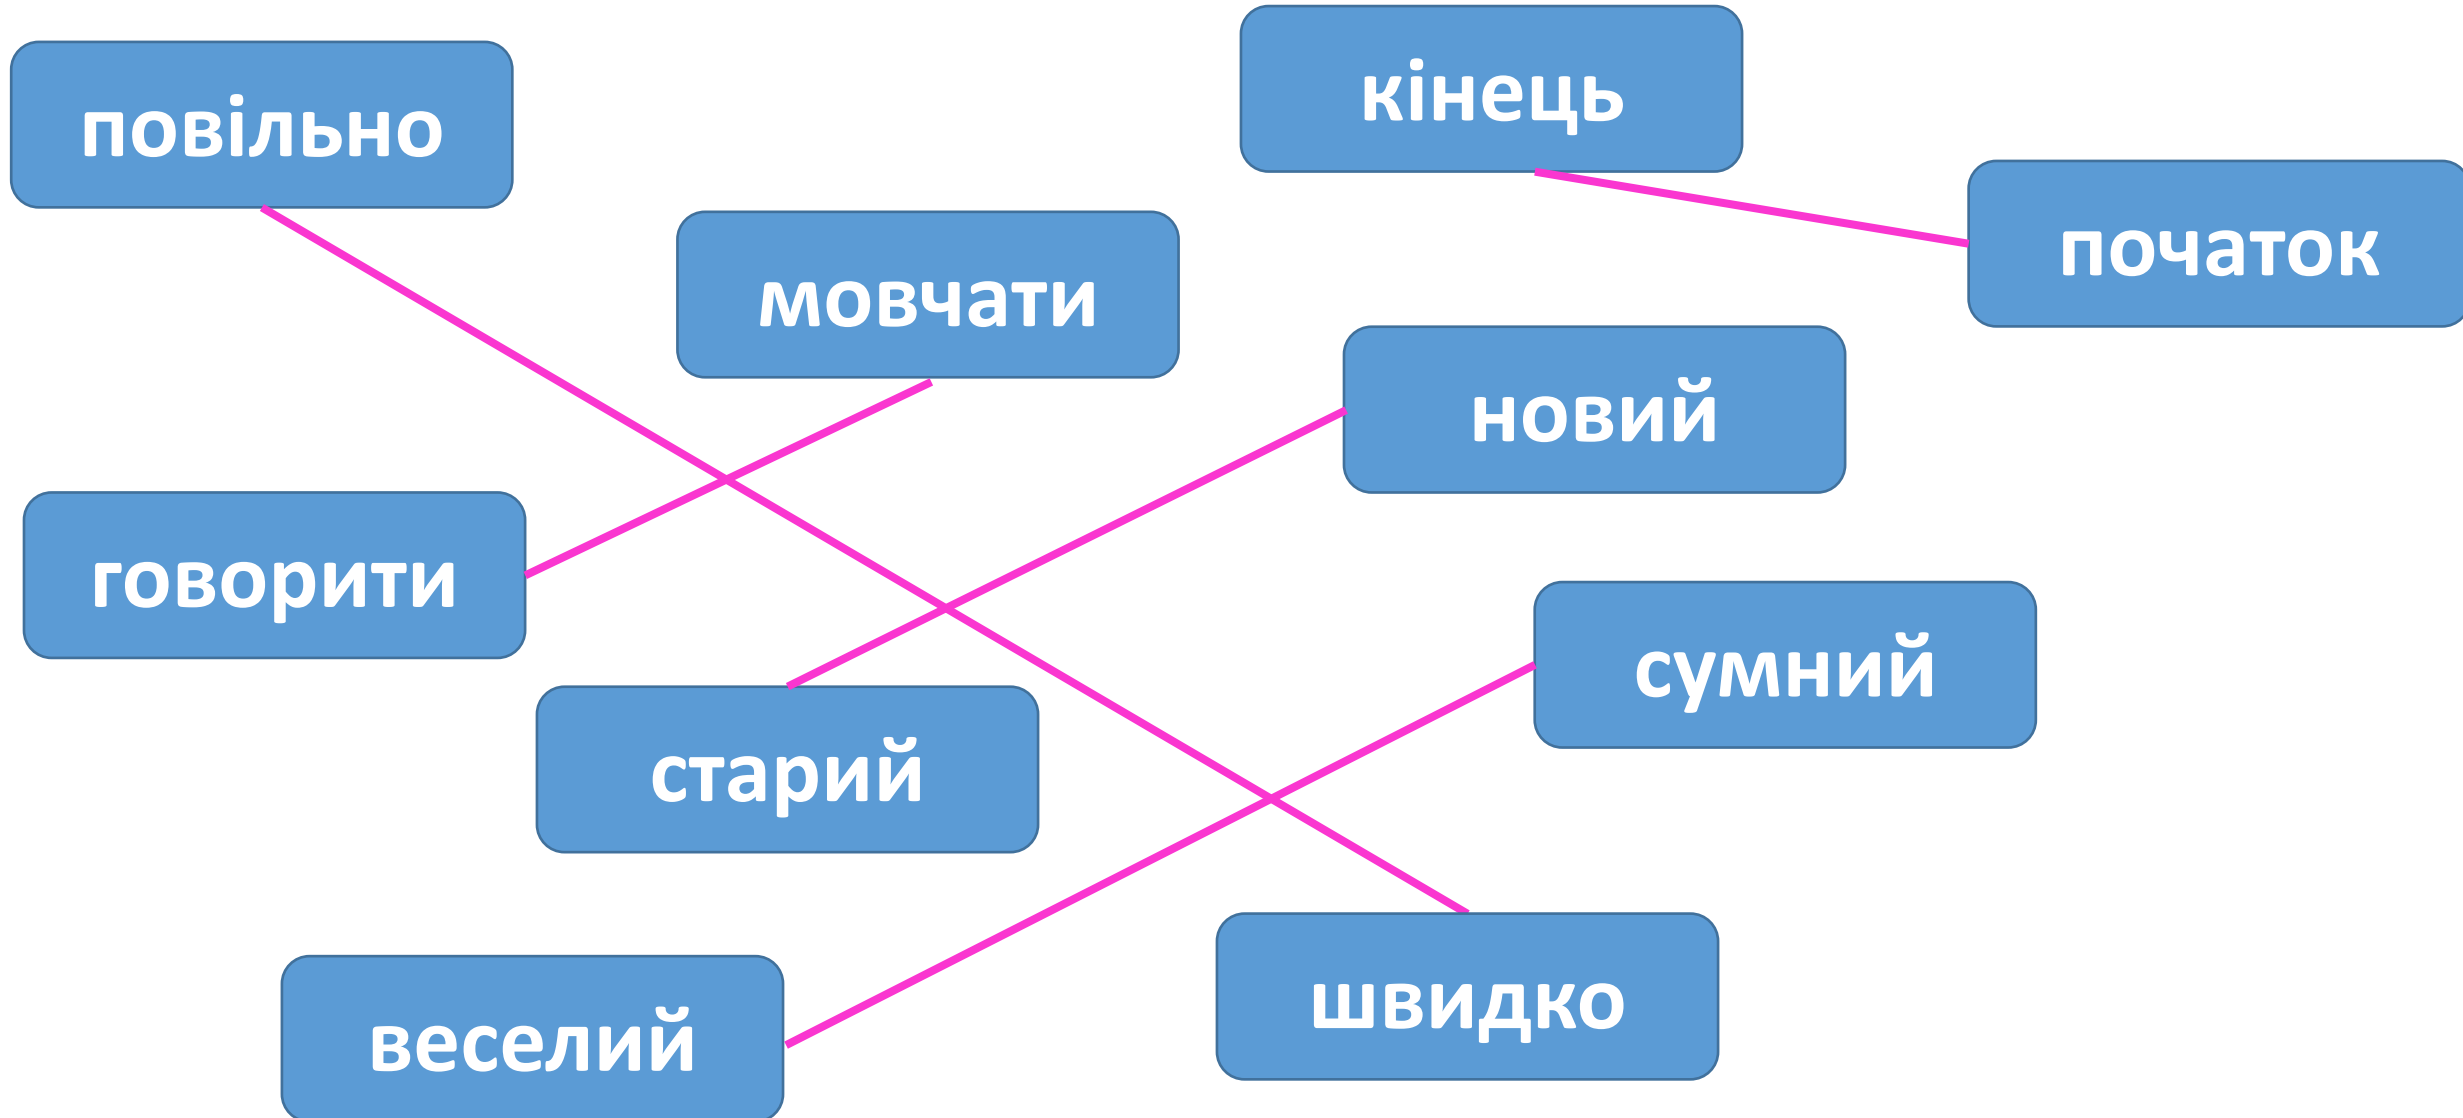 кінець
повільно
початок
мовчати
новий
говорити
сумний
старий
швидко
веселий